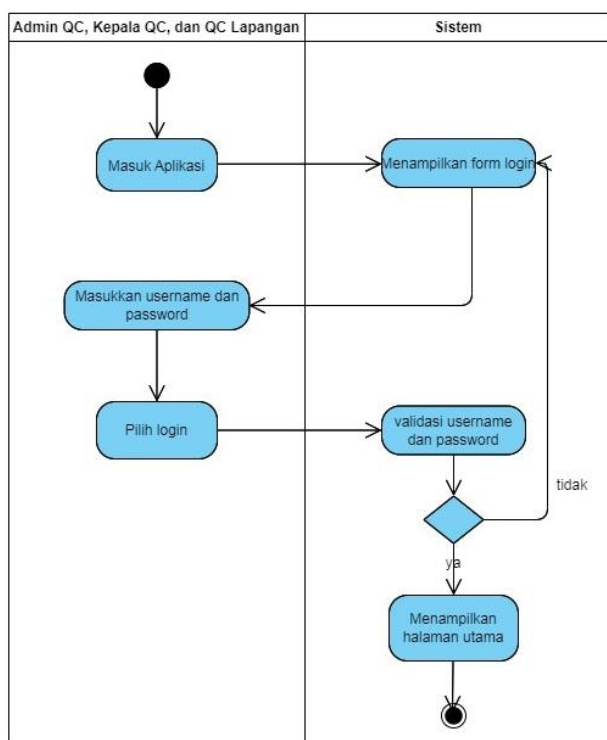 Admin QC, Kepala QC, dan QC Lapangan
Sistem
Masuk Aplikasi
Menampilkan form login
Masukkan username dan
password
Pilih login
validasi username
dan password
tidak
ya
Menampilkan
halaman utama